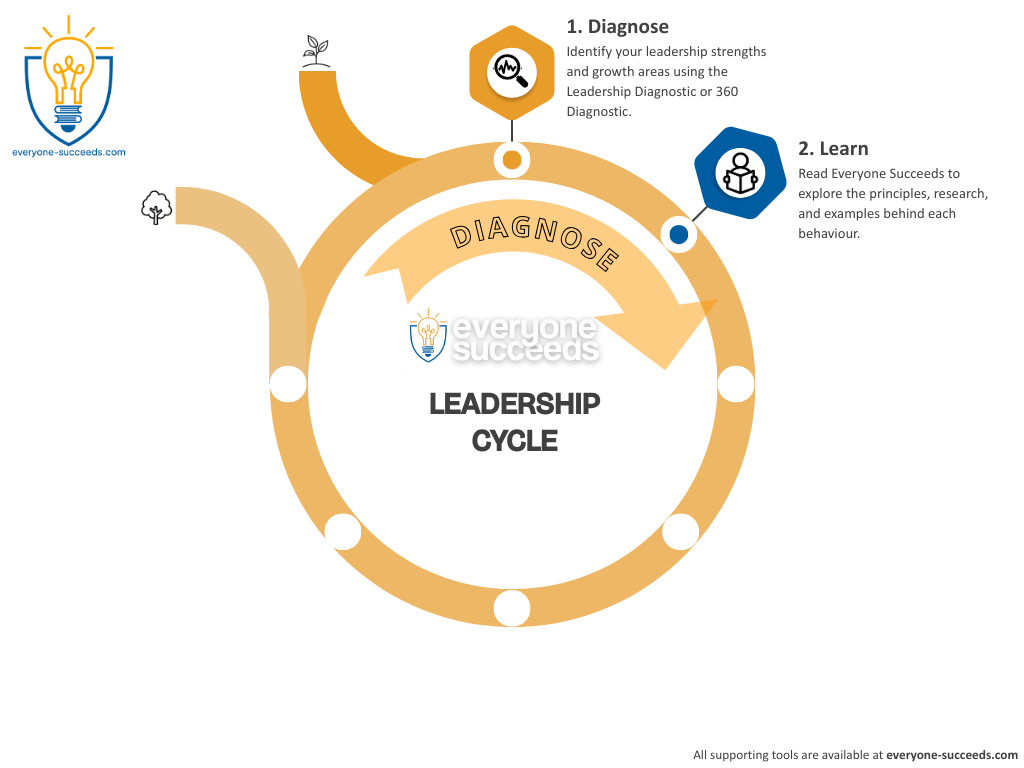 everyone-succeeds.com
1. Diagnose
Identify your leadership strengths
and growth areas using the
Leadership Diagnostic or 360
Diagnostic.
2. Learn
Read Everyone Succeeds to
explore the principles, research,
and examples behind each
behaviour.
DIAGNOSE
everyone
succeeds
LEADERSHIP
CYCLE
All supporting tools are available at everyone-succeeds.com